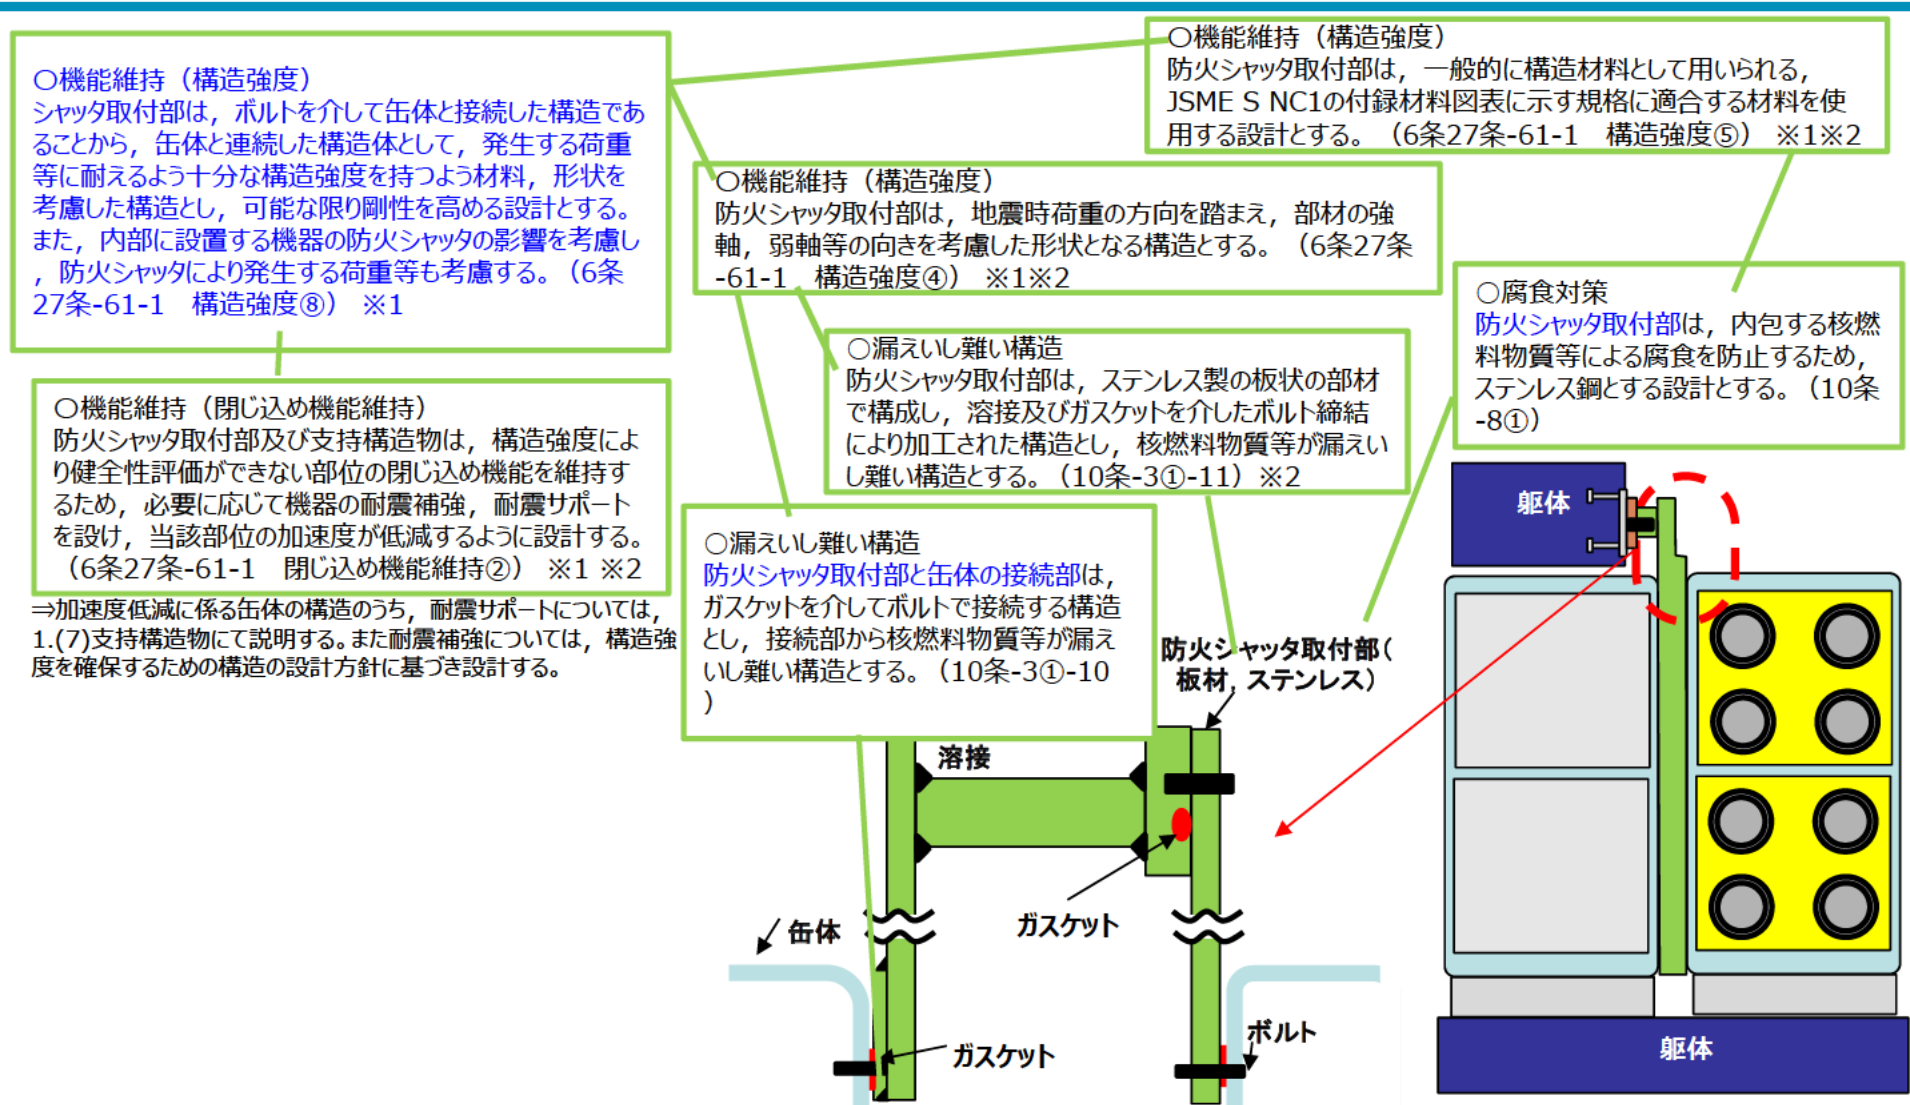 ○機能維持（構造強度）
シャッタ取付部は，ボルトを介して缶体と接続した構造であ
ることから，缶体と連続した構造体として，発生する荷重
等に耐えるよう十分な構造強度を持つよう材料，形状を
考慮した構造とし，可能な限り剛性を高める設計とする。
また，内部に設置する機器の防火シャッタの影響を考慮し
，防火シャッタにより発生する荷重等も考慮する。（6条
27条-61-1　構造強度⑧）　※1
○機能維持（閉じ込め機能維持）
防火シャッタ取付部及び支持構造物は，構造強度によ
り健全性評価ができない部位の閉じ込め機能を維持す
るため，必要に応じて機器の耐震補強，耐震サポート
を設け，当該部位の加速度が低減するように設計する。
（6条27条-61-1　閉じ込め機能維持②）　※1 ※2
⇒加速度低減に係る缶体の構造のうち，耐震サポートについては，
1.(7)支持構造物にて説明する。また耐震補強については，構造強
度を確保するための構造の設計方針に基づき設計する。
○機能維持（構造強度）
防火シャッタ取付部は，一般的に構造材料として用いられる，
JSME S NC1の付録材料図表に示す規格に適合する材料を使
用する設計とする。（6条27条-61-1　構造強度⑤）　※1※2
○機能維持（構造強度）
防火シャッタ取付部は，地震時荷重の方向を踏まえ，部材の強
軸，弱軸等の向きを考慮した形状となる構造とする。（6条27条
-61-1　構造強度④）　※1※2
○漏えいし難い構造
防火シャッタ取付部は，ステンレス製の板状の部材
で構成し，溶接及びガスケットを介したボルト締結
により加工された構造とし，核燃料物質等が漏えい
し難い構造とする。（10条-3①-11）※2
○腐食対策
防火シャッタ取付部は，内包する核燃
料物質等による腐食を防止するため，
ステンレス鋼とする設計とする。（10条
-8①）
○漏えいし難い構造
防火シャッタ取付部と缶体の接続部は，
ガスケットを介してボルトで接続する構造
とし，接続部から核燃料物質等が漏え
いし難い構造とする。（10条-3①-10
）
防火シャッタ取付部(
板材，ステンレス)
溶接
ガスケット
缶体
ガスケット
ボルト
躯体
躯体